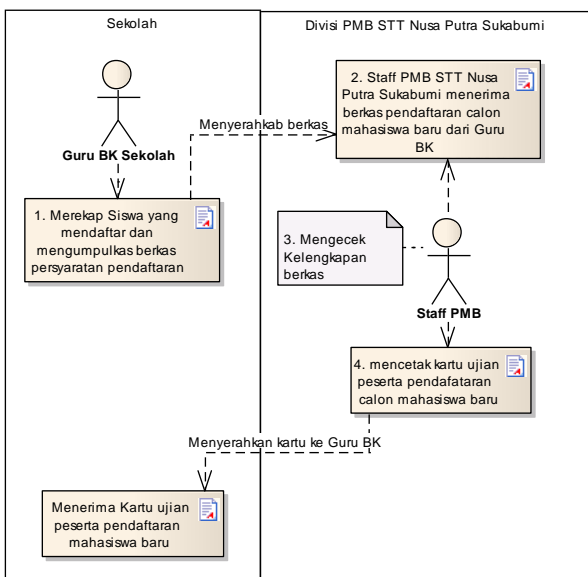 Sekolah
Divisi PMB STT Nusa Putra Sukabumi
Guru BK Sekolah
1. Merekap Siswa yang
mendaftar dan
mengumpulkas berkas
persyaratan pendaftaran
Menyerahkab berkas
2. Staff PMB STT Nusa
Putra Sukabumi menerima
berkas pendaftaran calon
mahasiswa baru dari Guru
BK
3. Mengecek
Kelengkapan
berkas
Staff PMB
4. mencetak kartu ujian
peserta pendafataran
calon mahasiswa baru
Menyerahkan kartu ke Guru BK
Menerima Kartu ujian
peserta pendaftaran
mahasiswa baru